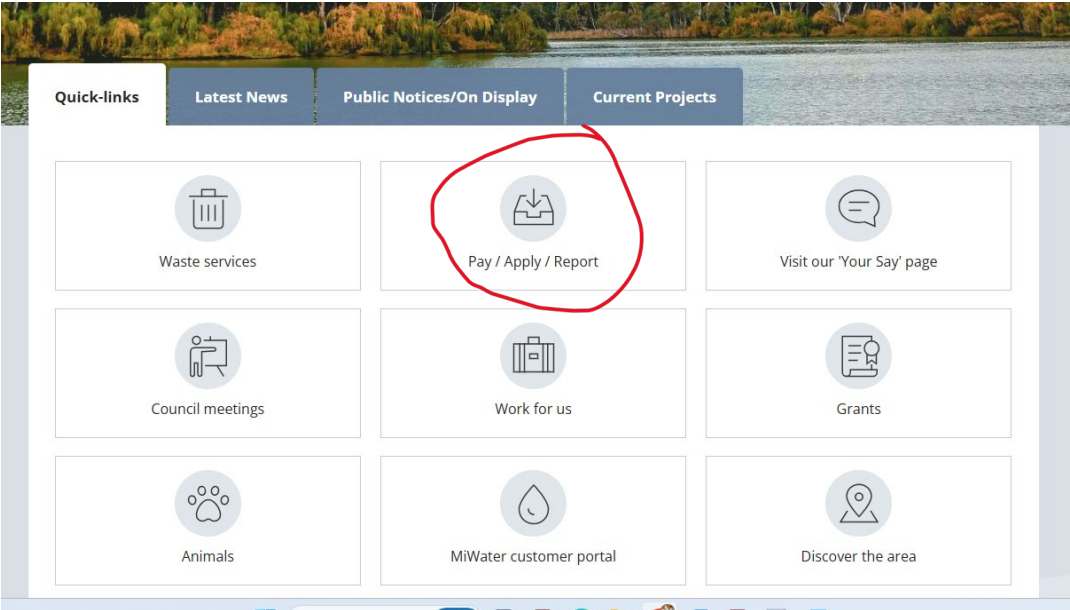 Quick-links
Latest News
Public Notices/On Display
Current Projects
Waste services
Pay / Apply / Report
Visit our 'Your Say' page
Council meetings
Work for us
Grants
Animals
MiWater customer portal
Discover the area